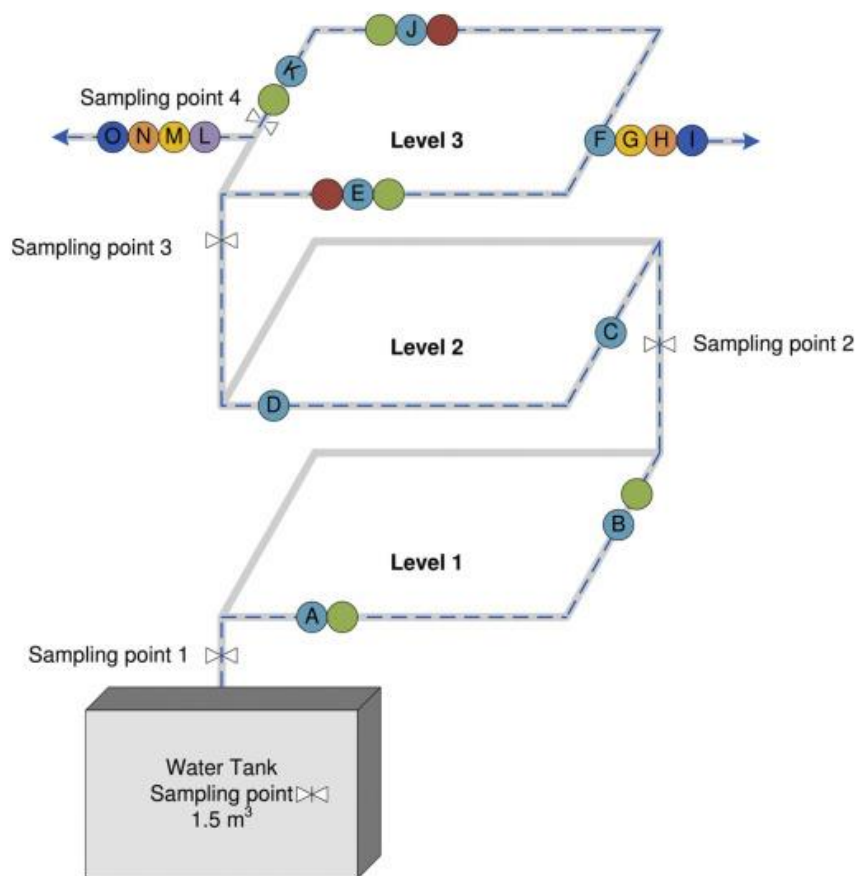 J
K
Sampling point 4
O N M L
Level 3
F G H I
E
Sampling point 3
C
Level 2
Sampling point 2
D
B
Level 1
A
Sampling point 1
Water Tank
Sampling point
1.5 m³